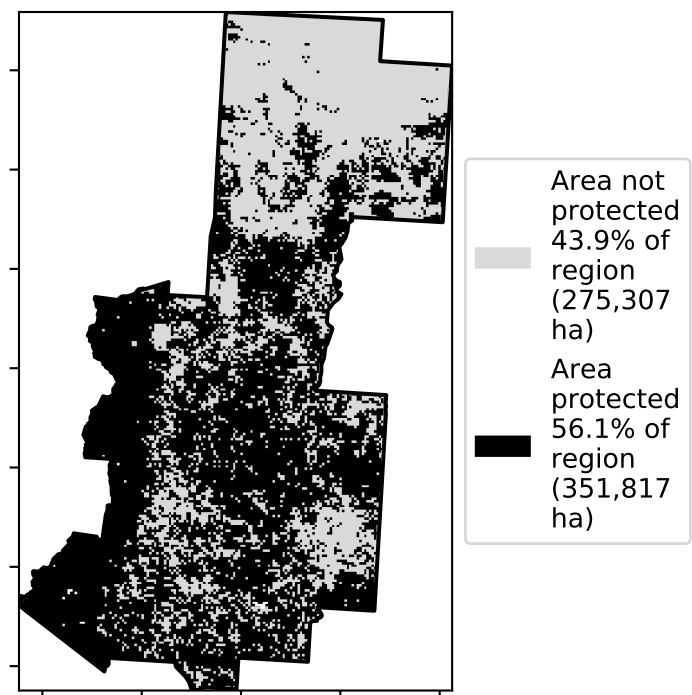 Area not
protected
43.9% of
region
(275,307
ha)
Area
protected
56.1% of
region
(351,817
ha)